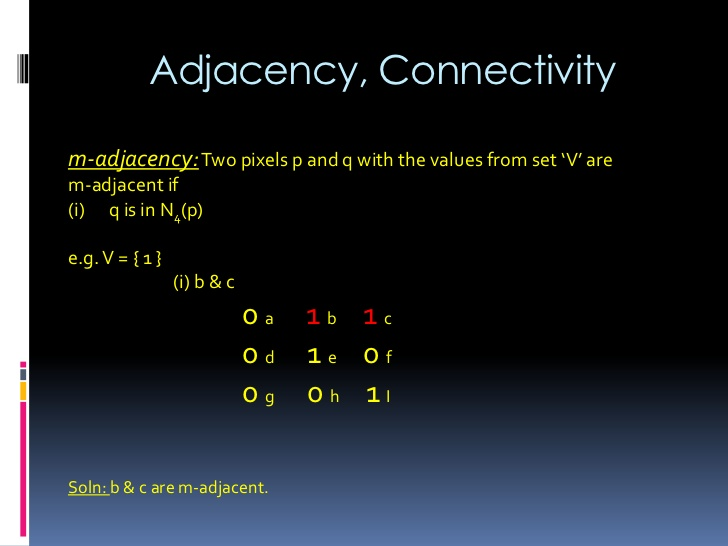 Adjacency, Connectivity
m-adjacency: Two pixels p and q with the values from set ‘V’ are
m-adjacent if
(i) q is in N4(p)
e.g. V = { 1 }
(i) b & c
0 a 1 b 1 c
0 d 1 e 0 f
0 g 0 h 1 I
Soln: b & c are m-adjacent.